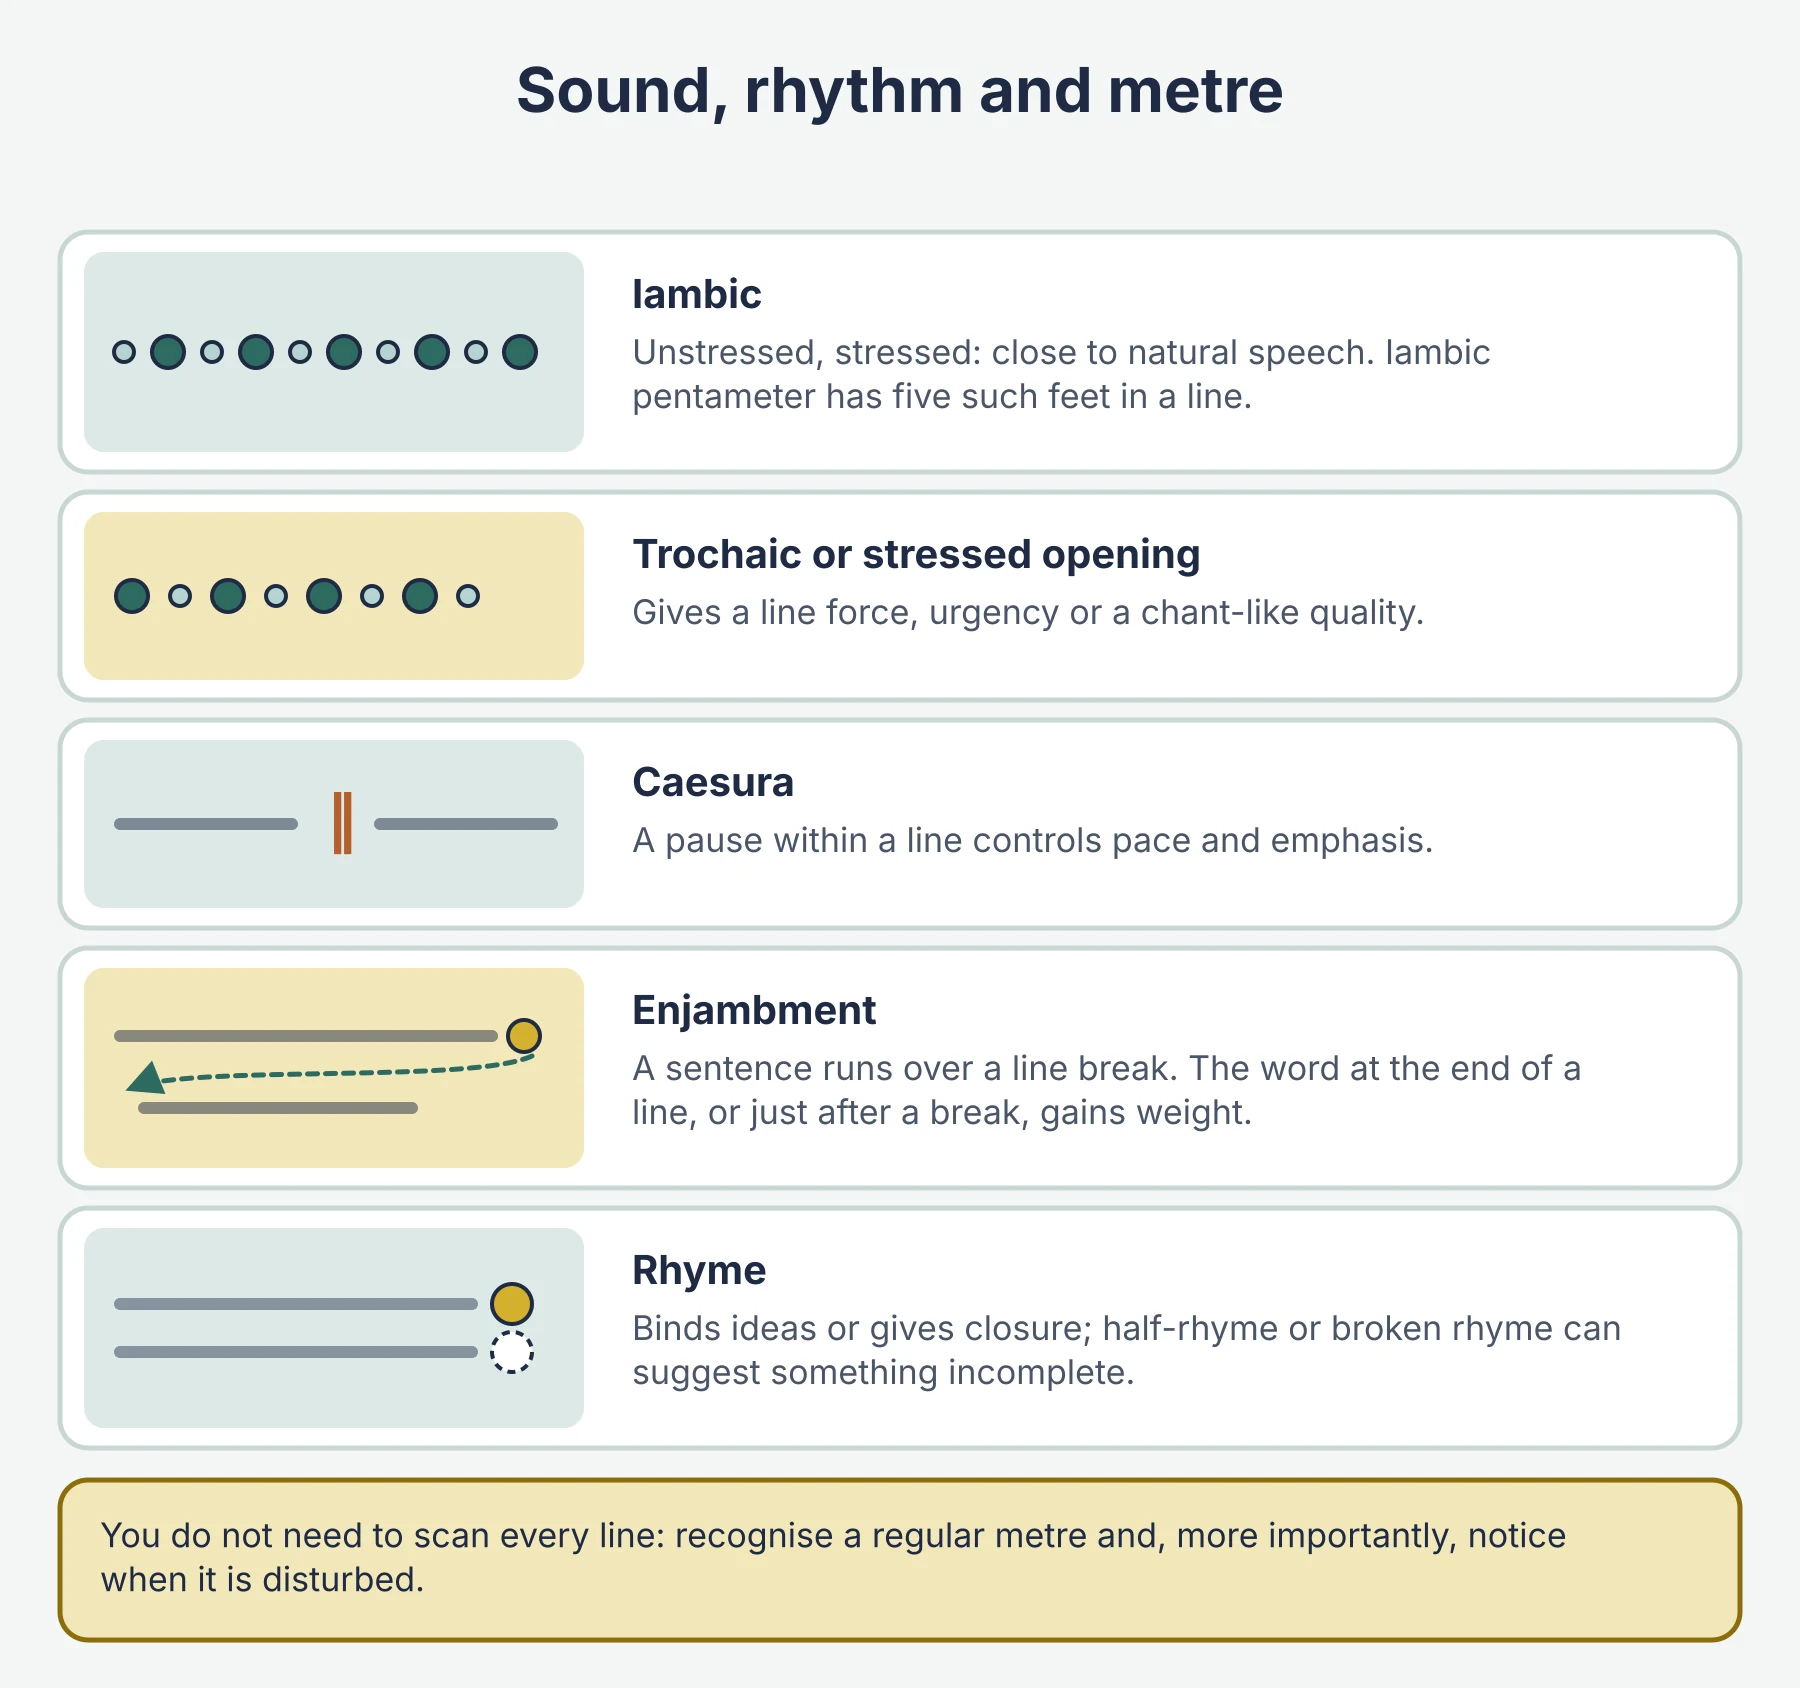 Sound, rhythm and metre
Iambic
Unstressed, stressed: close to natural speech. Iambic
pentameter has five such feet in a line.
Trochaic or stressed opening
Gives a line force, urgency or a chant-like quality.
Caesura
A pause within a line controls pace and emphasis.
Enjambment
A sentence runs over a line break. The word at the end of a
line, or just after a break, gains weight.
Rhyme
Binds ideas or gives closure; half-rhyme or broken rhyme can
suggest something incomplete.
You do not need to scan every line: recognise a regular metre and, more importantly, notice
when it is disturbed.